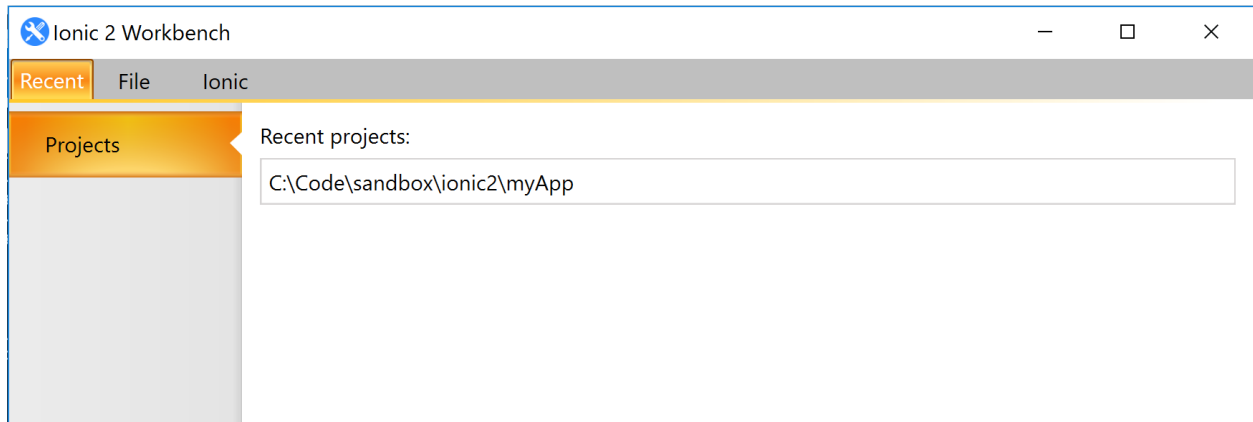 Ionic 2 Workbench
Recent File Ionic
Projects
Recent projects:
C:\Code\sandbox\ionic2\myApp